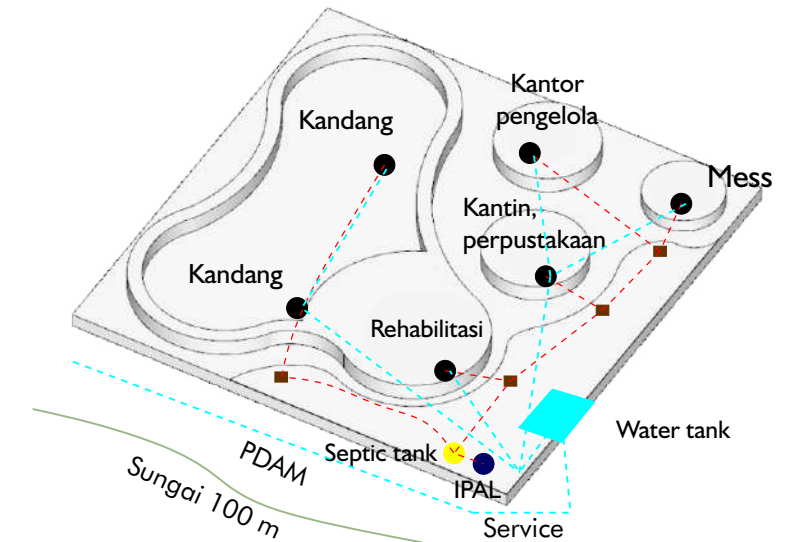 Kantor
pengelola
Kandang
Mess
Kantin,
perpustakaan
Kandang
Rehabilitasi
Water tank
Septic tank
PDAM
IPAL
Sungai 100 m
Service